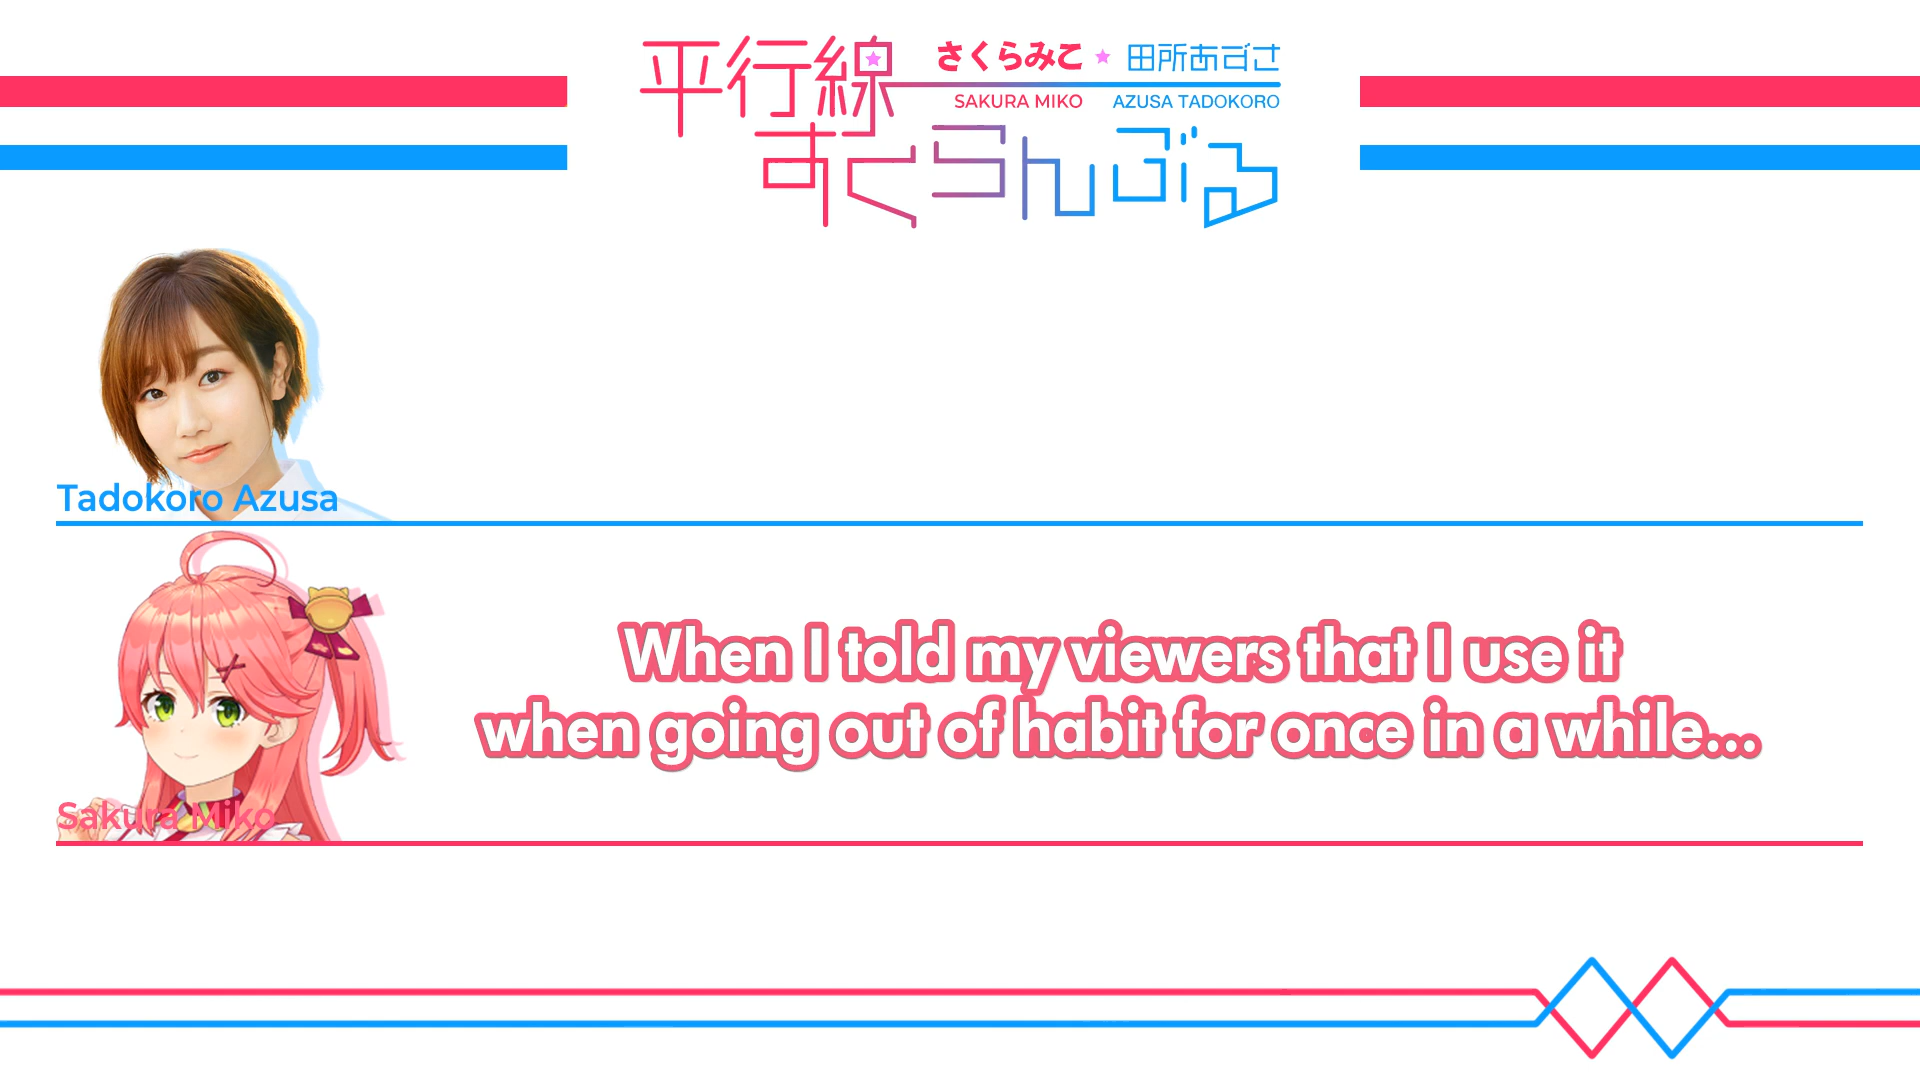 平行線
さくらみこ★田所あずさ
SAKURA MIKO AZUSA TADOKORO
すくらんぶる
Tadokoro Azusa
When I told my viewers that I use it
when going out of habit for once in a while...
Sakura Miko